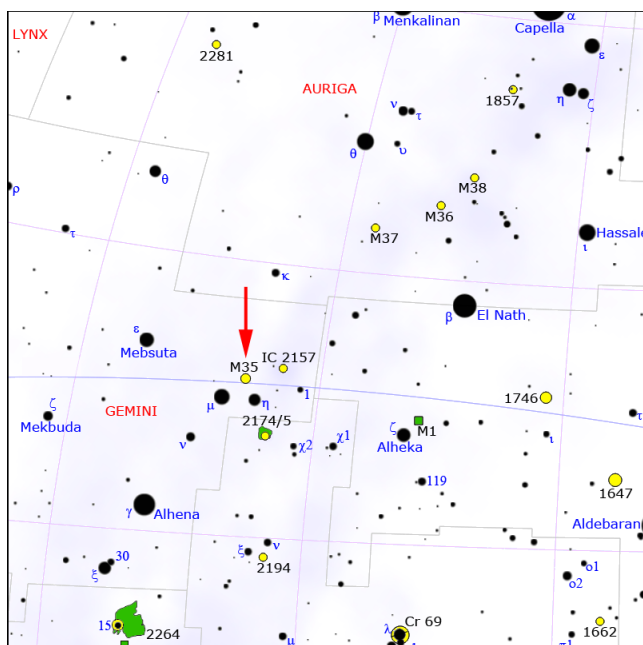 β Menkalinan
α
Capella
LYNX
ε
2281
AURIGA
1857
η
ζ
ν
τ
θ
υ
θ
M38
ρ
M36
τ
M37
Hassale
ι
κ
β
El Nath
ε
Mebsuta
M35
IC 2157
1
1746
μ
η
ζ
GEMINI
τ
Mekbuda
2174/5
χ2
χ1
ζ
M1
ι
ν
Alheka
119
1647
γ
Alhena
Aldebaran
ν
ξ
30
ξ
2194
ο1
ο2
15
2264
λ
Cr 69
1662
μ
π1